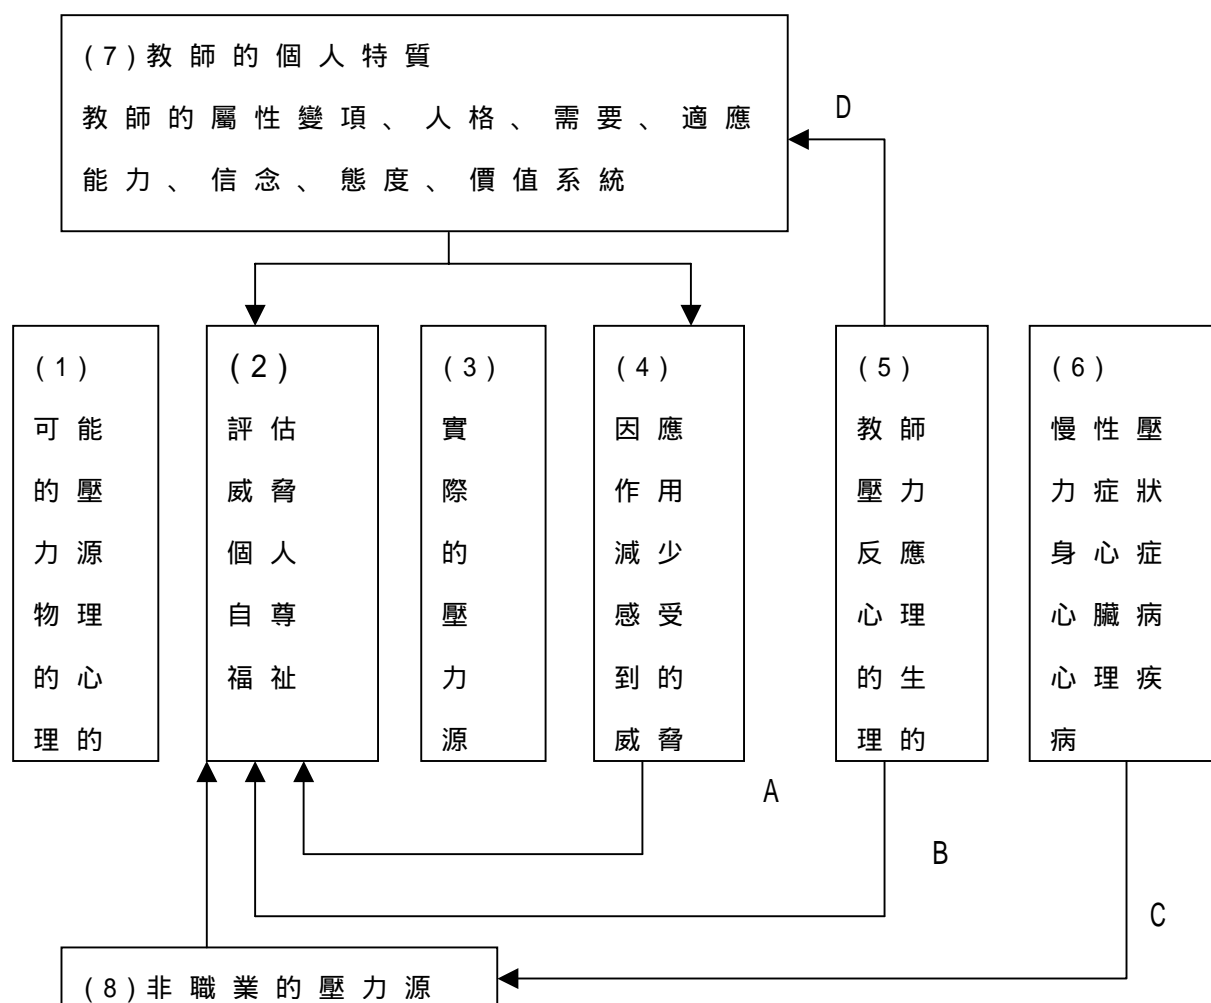 (7)教師的個人特質
教師的屬性變項、人格、需要、適應
能力、信念、態度、價值系統
D
(1)
可能
的壓
力源
物理
的心
理的
(2)
評估
威脅
個人
自尊
福祉
(3)
實
際
的
壓
力
源
(4)
因應
作用
減少
感受
到的
威脅
(5)
教師
壓力
反應
心理
的生
理的
(6)
慢性壓
力症狀
身心症
心臟病
心理疾
病
A
B
C
(8)非職業的壓力源